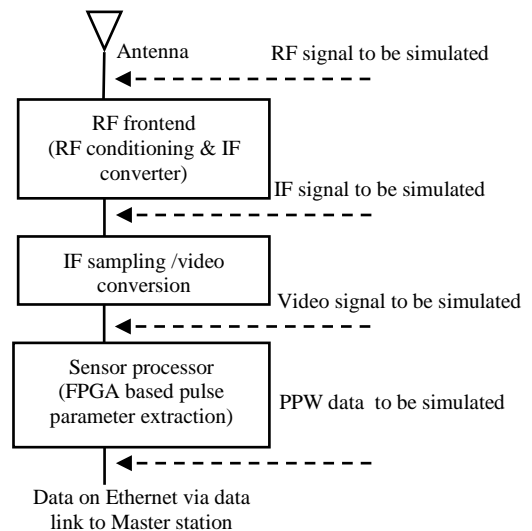 Antenna
RF signal to be simulated
RF frontend
(RF conditioning & IF
converter)
IF signal to be simulated
IF sampling /video
conversion
Video signal to be simulated
Sensor processor
(FPGA based pulse
parameter extraction)
PPW data to be simulated
Data on Ethernet via data
link to Master station